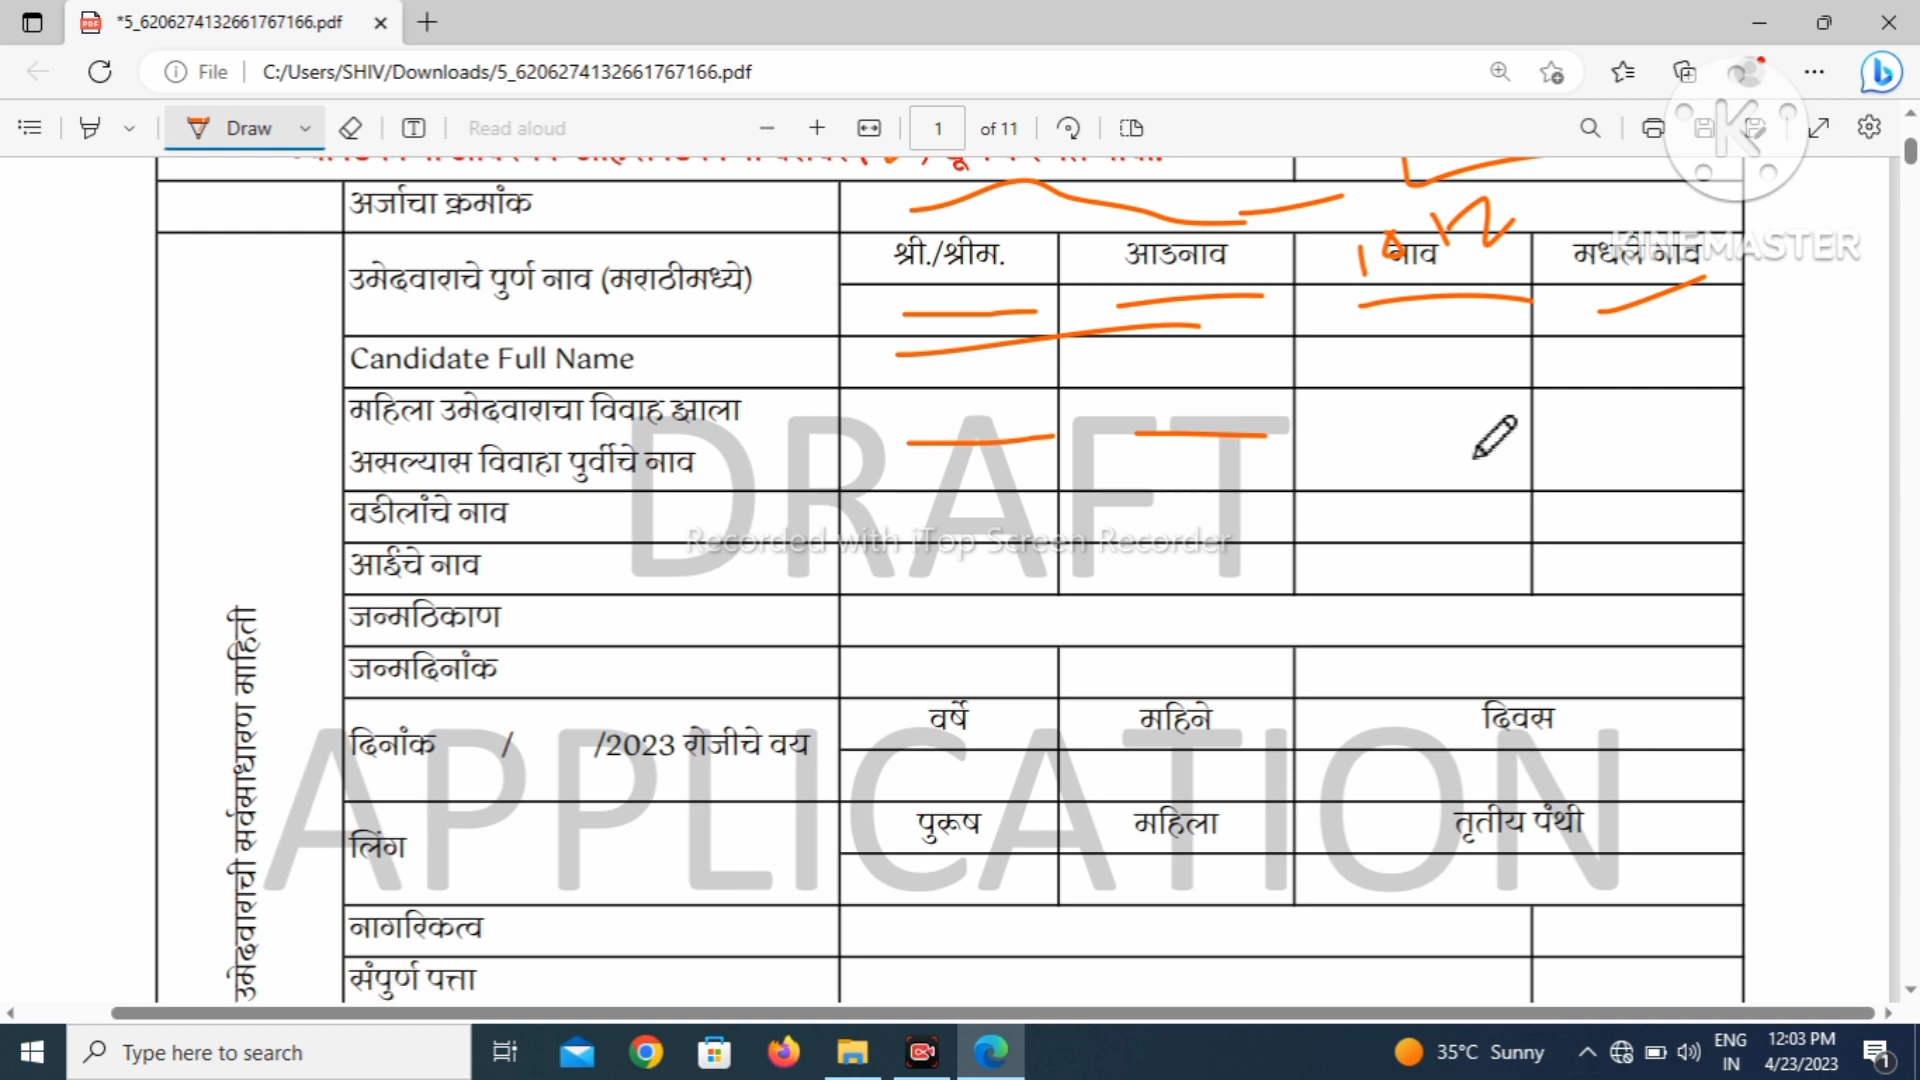 *5_6206274132661767166.pdf
File
C:/Users/SHIV/Downloads/5_6206274132661767166.pdf
Draw
Read aloud
1 of 11
अर्जाचा क्रमांक
उमेदवाराचे पुर्ण नाव (मराठीमध्ये)
श्री./श्रीम. आडनाव नाव मधले नाव
KINEMASTER
Candidate Full Name
महिला उमेदवाराचा विवाह झाला
असल्यास विवाहा पुर्वीचे नाव
DRAFT
वडीलांचे नाव
Recorded with iTop Screen Recorder
आईचे नाव
जन्मठिकाण
जन्मदिनांक
दिनांक / /2023 रोजीचे वय
वर्षे महिने दिवस
APPLICATION
लिंग
पुरूष महिला तृतीय पंथी
नागरिकत्व
संपुर्ण पत्ता
उमेदवाराची सर्वसाधारण माहिती
Type here to search
35°C Sunny
ENG
IN
12:03 PM
4/23/2023
1